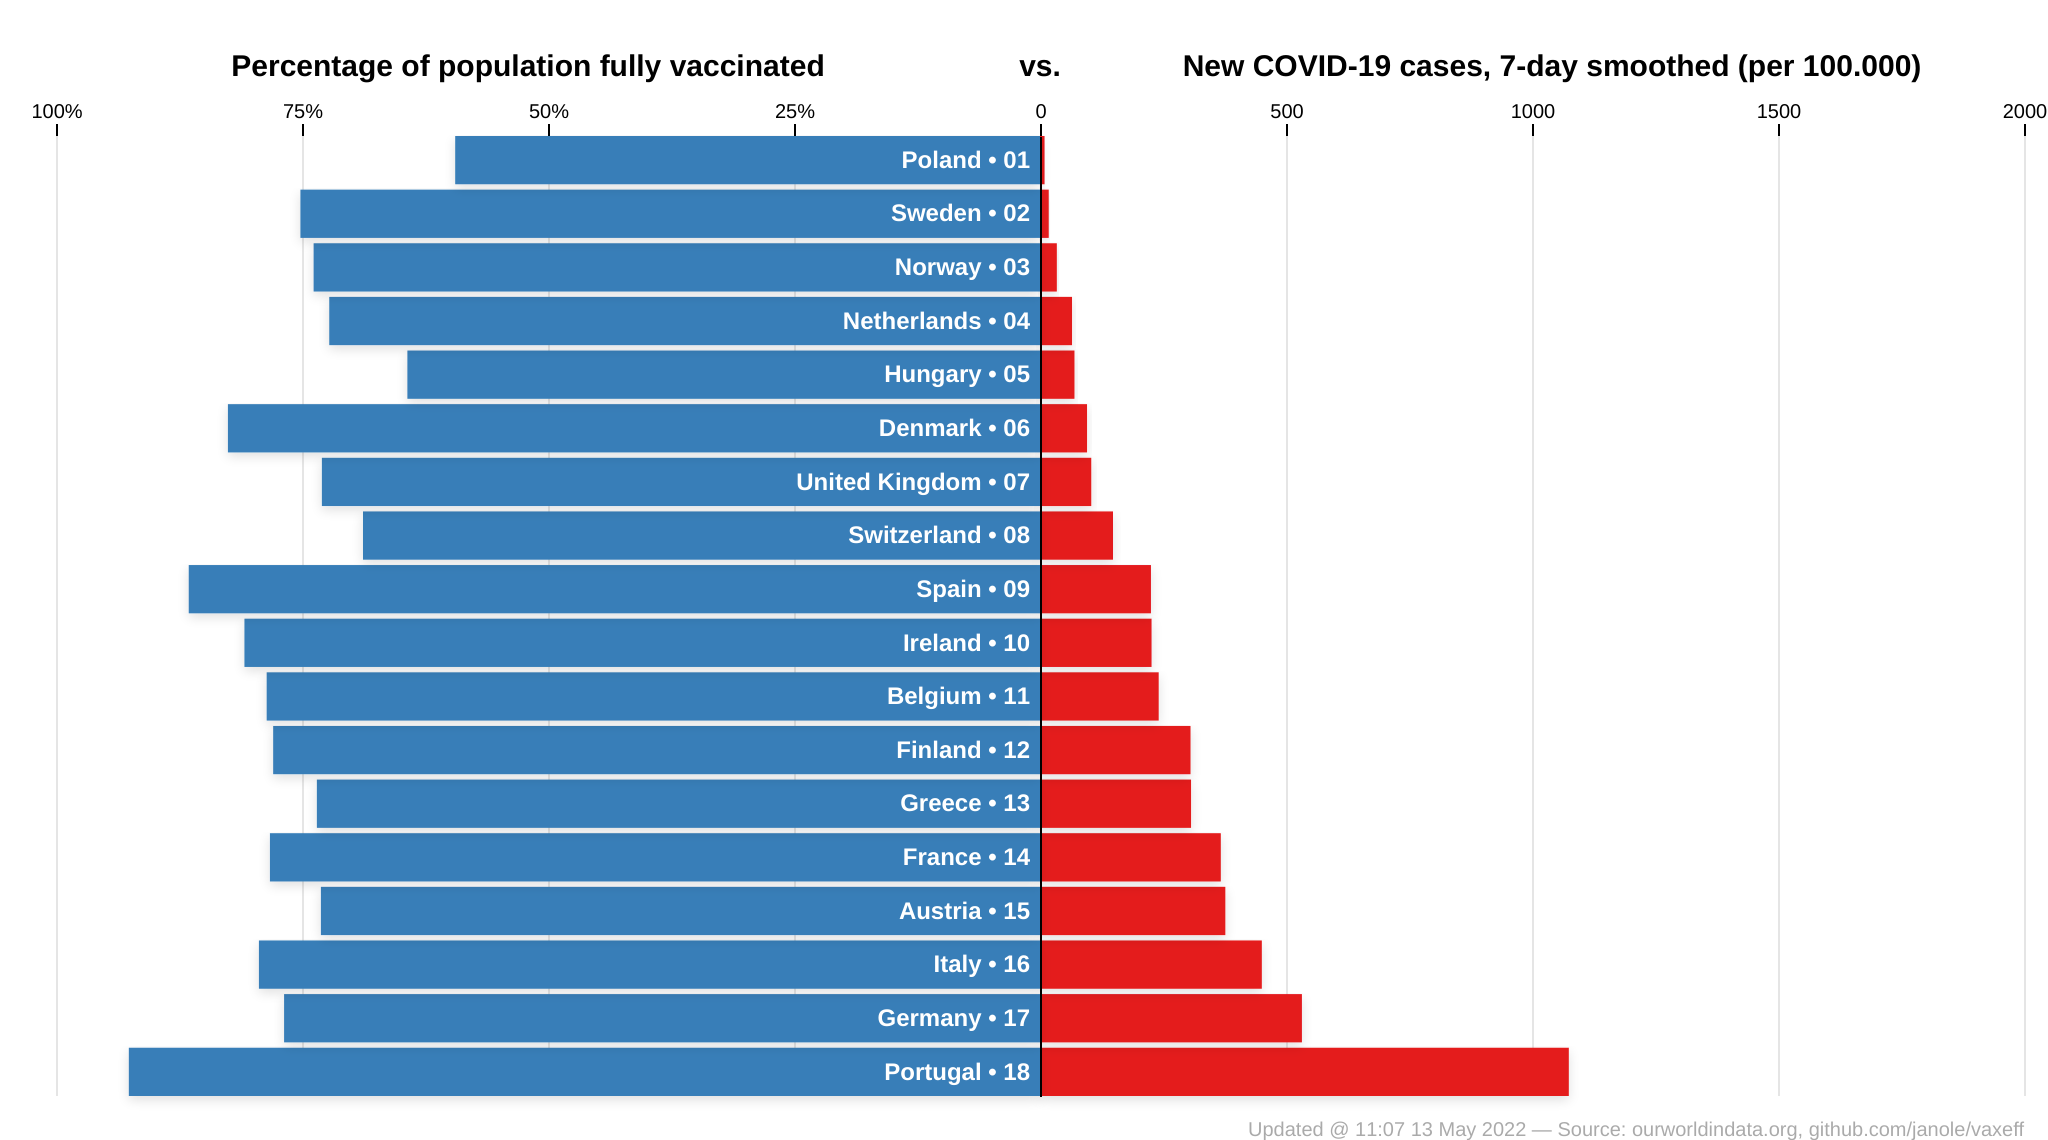 Percentage of population fully vaccinated vs. New COVID-19 cases, 7-day smoothed (per 100.000)
100% 75% 50% 25% 0 500 1000 1500 2000
Poland • 01
Sweden • 02
Norway • 03
Netherlands • 04
Hungary • 05
Denmark • 06
United Kingdom • 07
Switzerland • 08
Spain • 09
Ireland • 10
Belgium • 11
Finland • 12
Greece • 13
France • 14
Austria • 15
Italy • 16
Germany • 17
Portugal • 18
Updated @ 11:07 13 May 2022 — Source: ourworldindata.org, github.com/janole/vaxeff